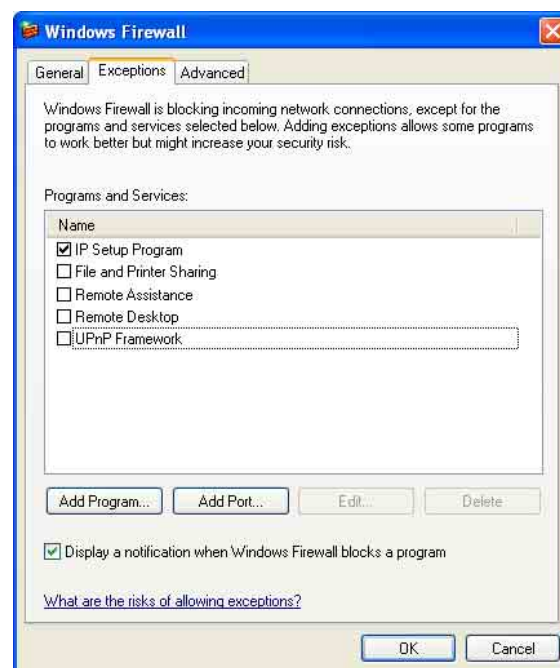 Windows Firewall
General Exceptions Advanced
Windows Firewall is blocking incoming network connections, except for the
programs and services selected below. Adding exceptions allows some programs
to work better but might increase your security risk.
Programs and Services:
Name
IP Setup Program
File and Printer Sharing
Remote Assistance
Remote Desktop
UPnP Framework
Add Program... Add Port... Edit... Delete
Display a notification when Windows Firewall blocks a program
What are the risks of allowing exceptions?
OK Cancel